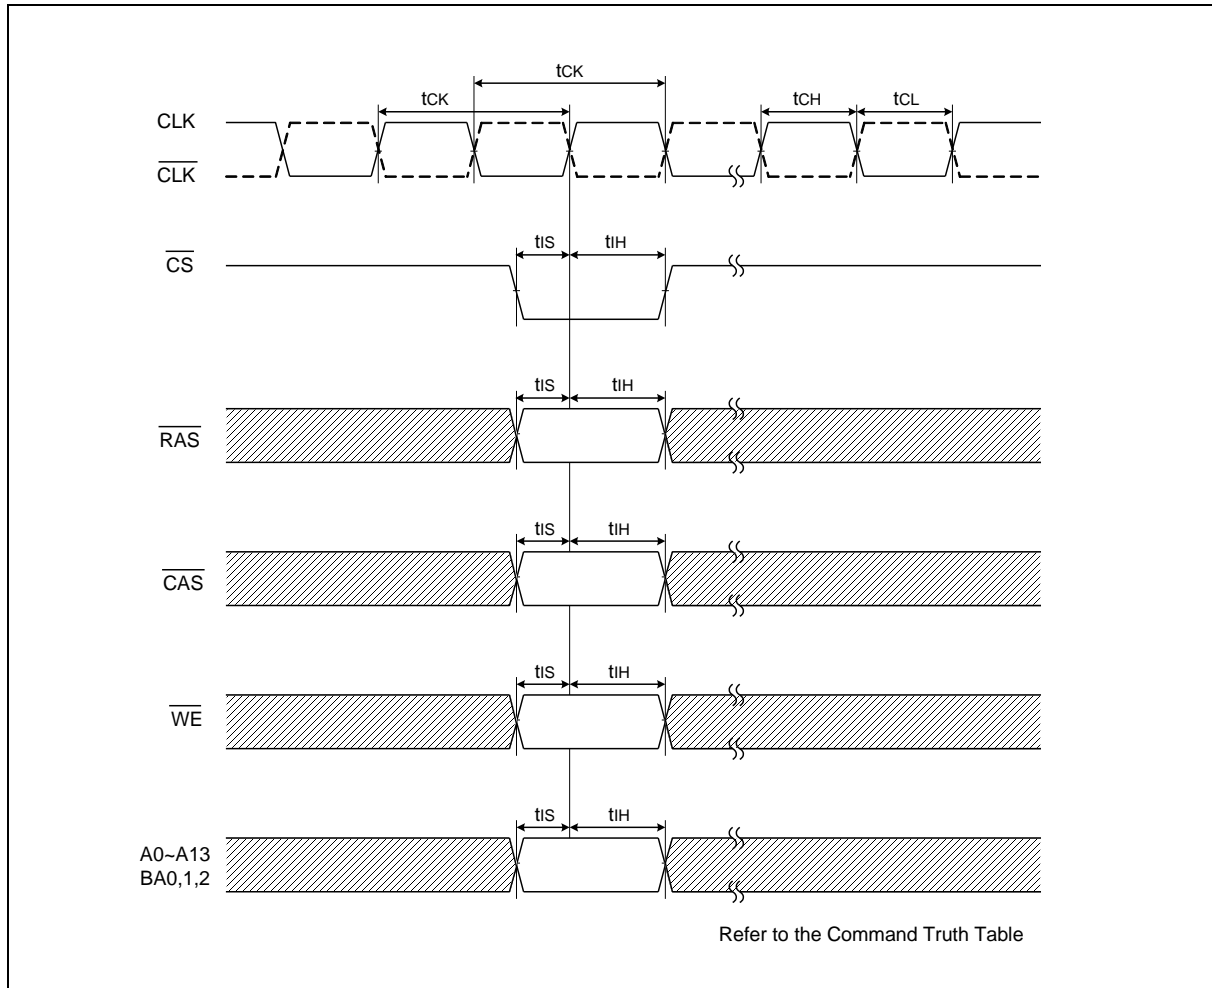 tCK
tCK
tCH
tCL
CLK
CLK
tIS
tIH
CS
tIS
tIH
RAS
tIS
tIH
CAS
tIS
tIH
WE
tIS
tIH
A0~A13
BA0,1,2
Refer to the Command Truth Table